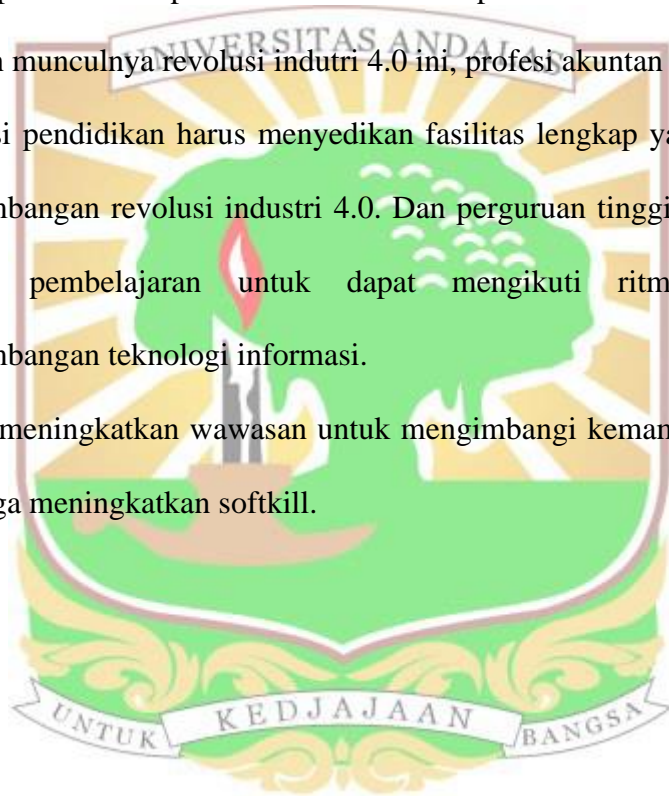 UNIVERSITAS ANDALAS
munculnya revolusi indutri 4.0 ini, profesi akuntan
si pendidikan harus menyedikan fasilitas lengkap ya
mbangan revolusi industri 4.0. Dan perguruan tinggi
pembelajaran untuk dapat mengikuti ritm
mbangan teknologi informasi.
meningkatkan wawasan untuk mengimbangi keman
ga meningkatkan softkill.
UNTUK KEDJAJAAN BANGSA